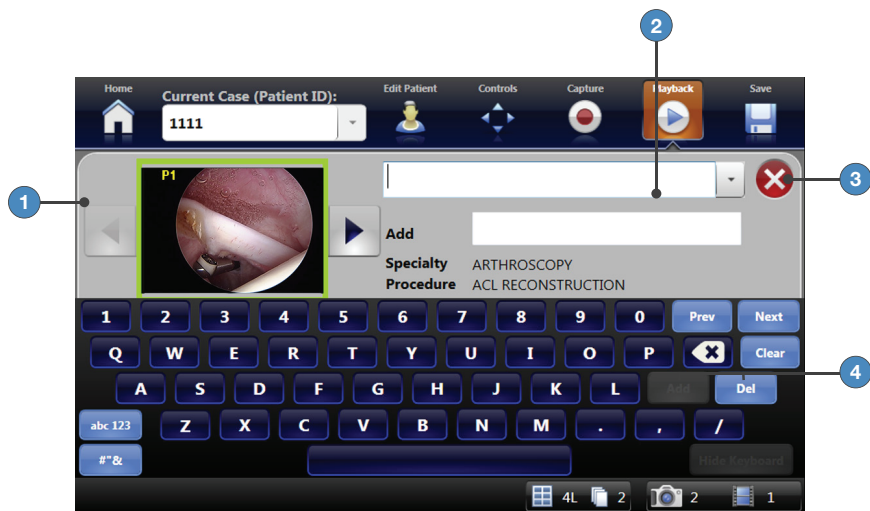 2
Home Edit Patient Controls Capture Playback Save
Current Case (Patient ID):
1111
P1
3
1
Add
Specialty ARTHROSCOPY
Procedure ACL RECONSTRUCTION
1 2 3 4 5 6 7 8 9 0 Prev Next
Q W E R T Y U I O P Clear
4
A S D F G H J K L Add Del
abc 123 Z X C V B N M . , /
#"& Hide Keyboard
4L 2 2 1